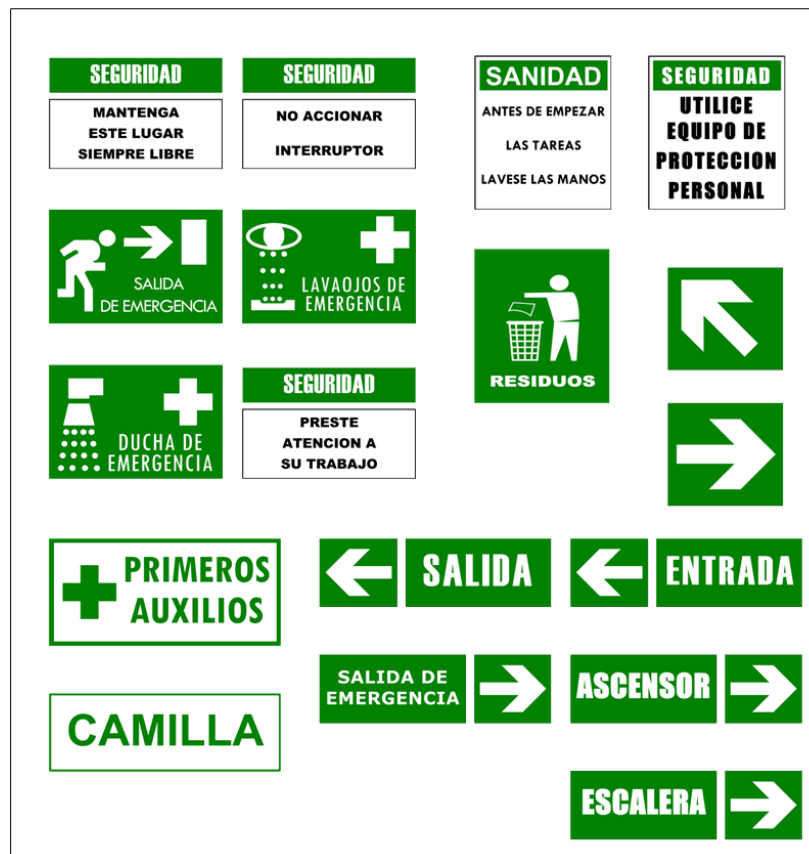 SEGURIDAD
MANTENGA
ESTE LUGAR
SIEMPRE LIBRE
SEGURIDAD
NO ACCIONAR
INTERRUPTOR
SANIDAD
ANTES DE EMPEZAR
LAS TAREAS
LAVESE LAS MANOS
SEGURIDAD
UTILICE
EQUIPO DE
PROTECCION
PERSONAL
SALIDA
DE EMERGENCIA
LAVAOJOS DE
EMERGENCIA
RESIDUOS
DUCHA DE
EMERGENCIA
SEGURIDAD
PRESTE
ATENCION A
SU TRABAJO
PRIMEROS
AUXILIOS
SALIDA
ENTRADA
CAMILLA
SALIDA DE
EMERGENCIA
ASCENSOR
ESCALERA